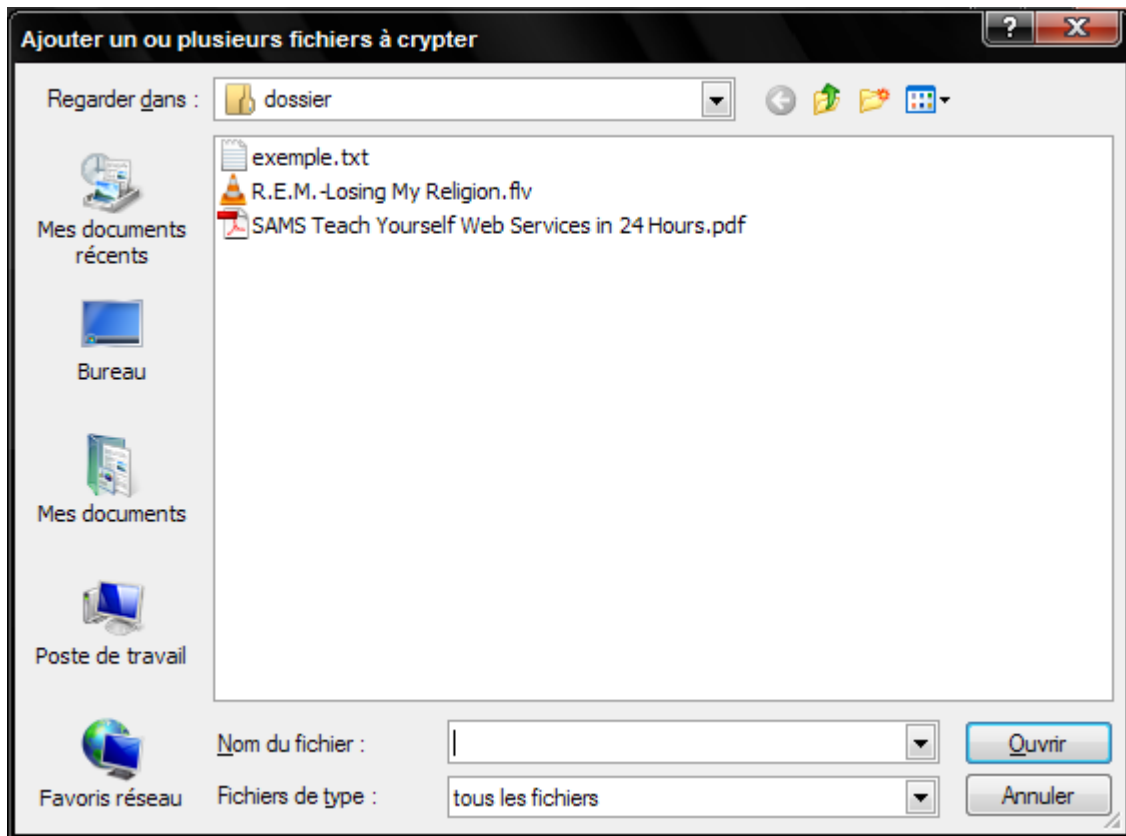 Ajouter un ou plusieurs fichiers à crypter
?
X
Regarder dans :
dossier
exemple.txt
R.E.M.-Losing My Religion.flv
SAMS Teach Yourself Web Services in 24 Hours.pdf
Mes documents
récents
Bureau
Mes documents
Poste de travail
Favoris réseau
Nom du fichier :
Ouvrir
Fichiers de type :
tous les fichiers
Annuler